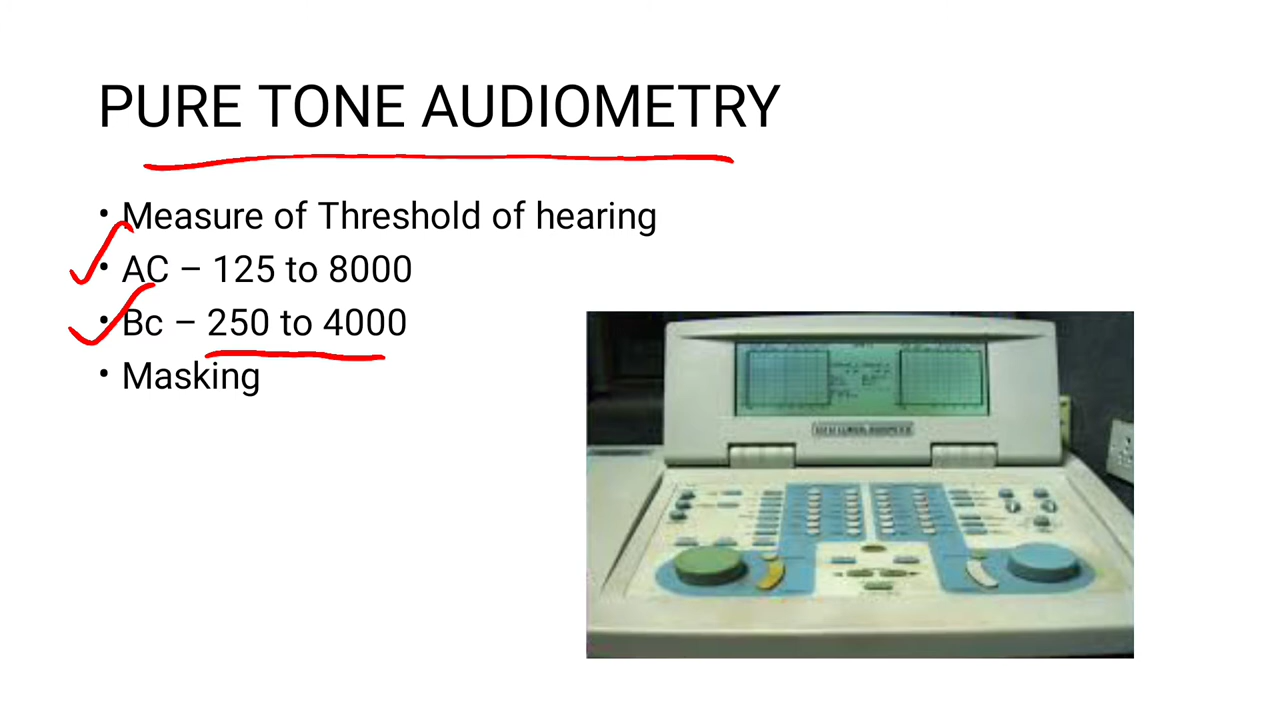 PURE TONE AUDIOMETRY
• Measure of Threshold of hearing
• AC – 125 to 8000
• Bc – 250 to 4000
• Masking